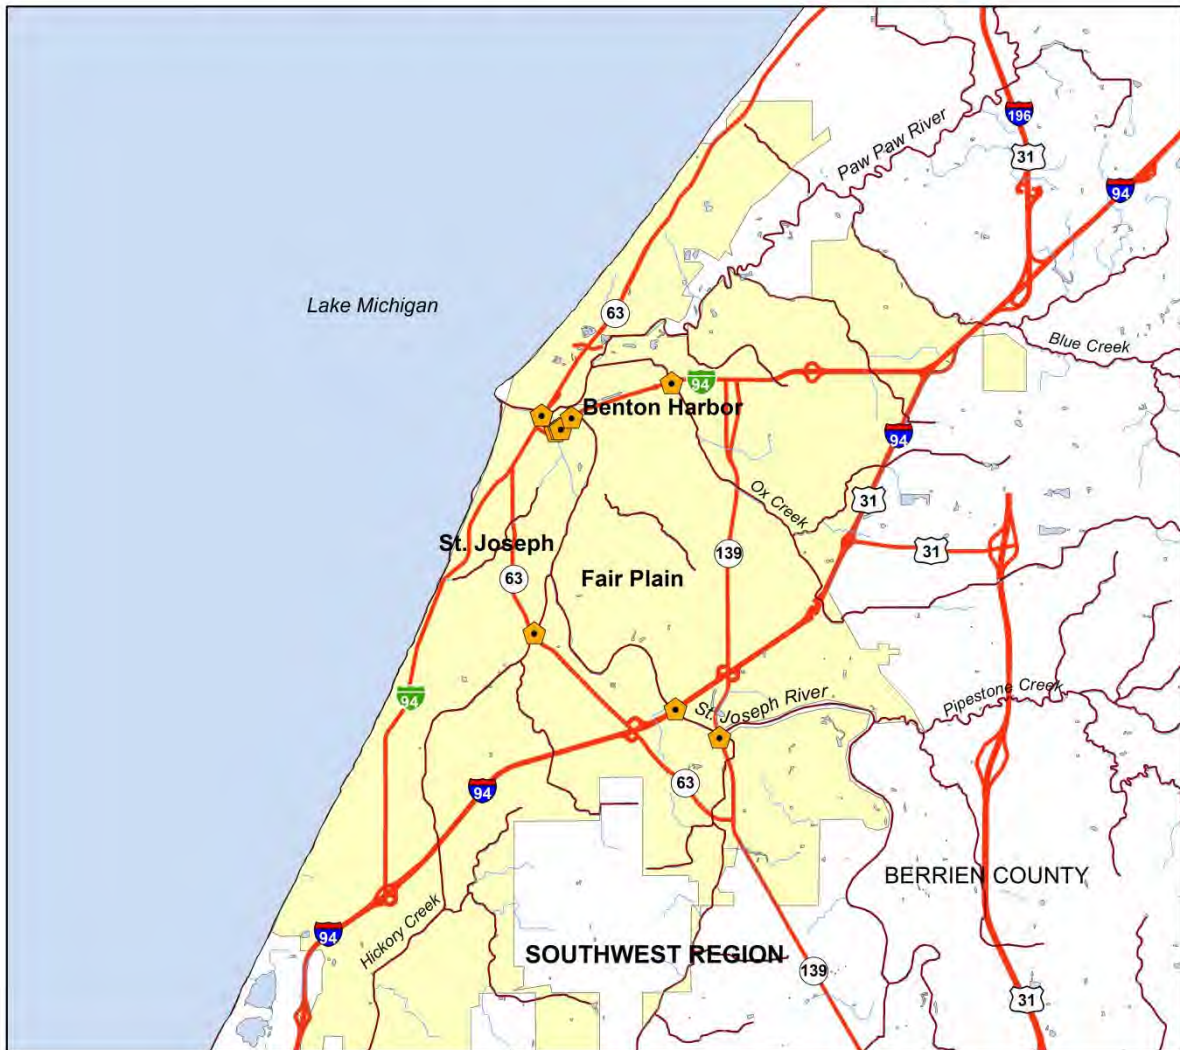 196
31
Paw Paw River
94
Lake Michigan
63
Blue Creek
94
Benton Harbor
94
31
Ox Creek
St. Joseph
139
31
63
Fair Plain
94
St. Joseph River
Pipestone Creek
63
94
BERRIEN COUNTY
94
Hickory Creek
SOUTHWEST REGION
139
31